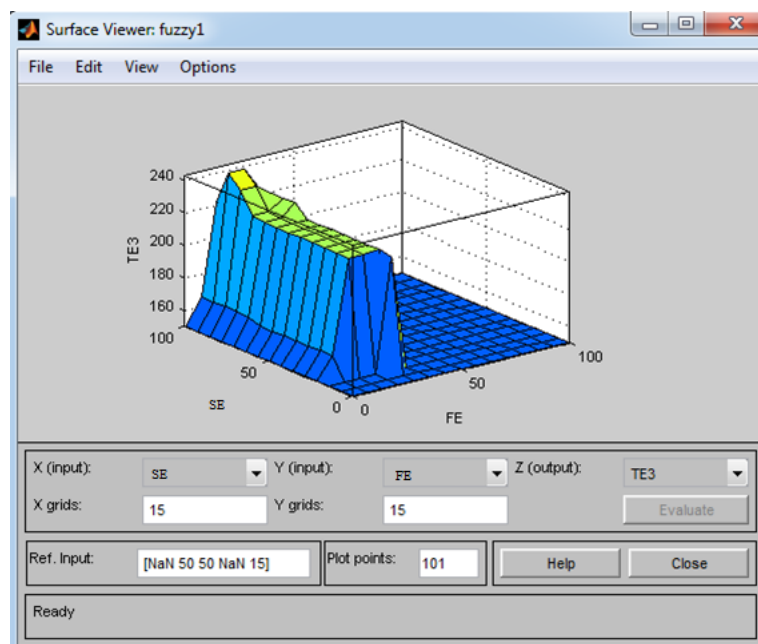 Surface Viewer: fuzzy1
File Edit View Options
240
220
200
180
160
TE3
100
50
0
SE
0
50
100
FE
X (input): SE Y (input): FE Z (output): TE3
X grids: 15 Y grids: 15 Evaluate
Ref. Input: [NaN 50 50 NaN 15] Plot points: 101 Help Close
Ready